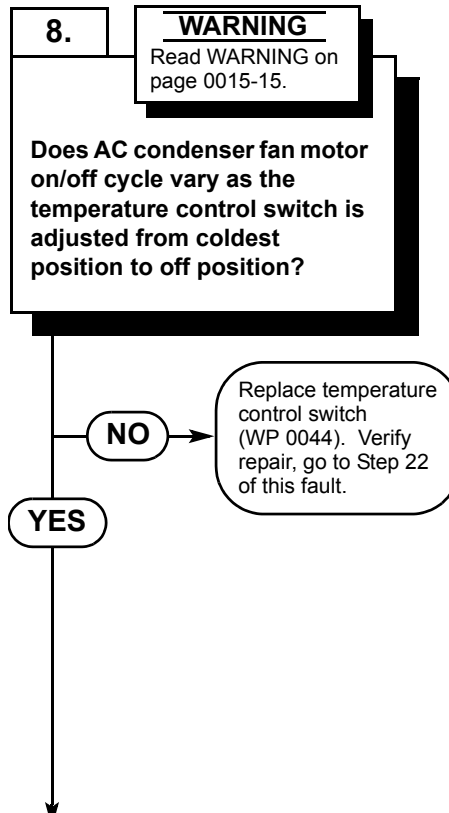 8.
WARNING
Read WARNING on
page 0015-15.
Does AC condenser fan motor
on/off cycle vary as the
temperature control switch is
adjusted from coldest
position to off position?
NO
Replace temperature
control switch
(WP 0044).  Verify
repair, go to Step 22
of this fault.
YES